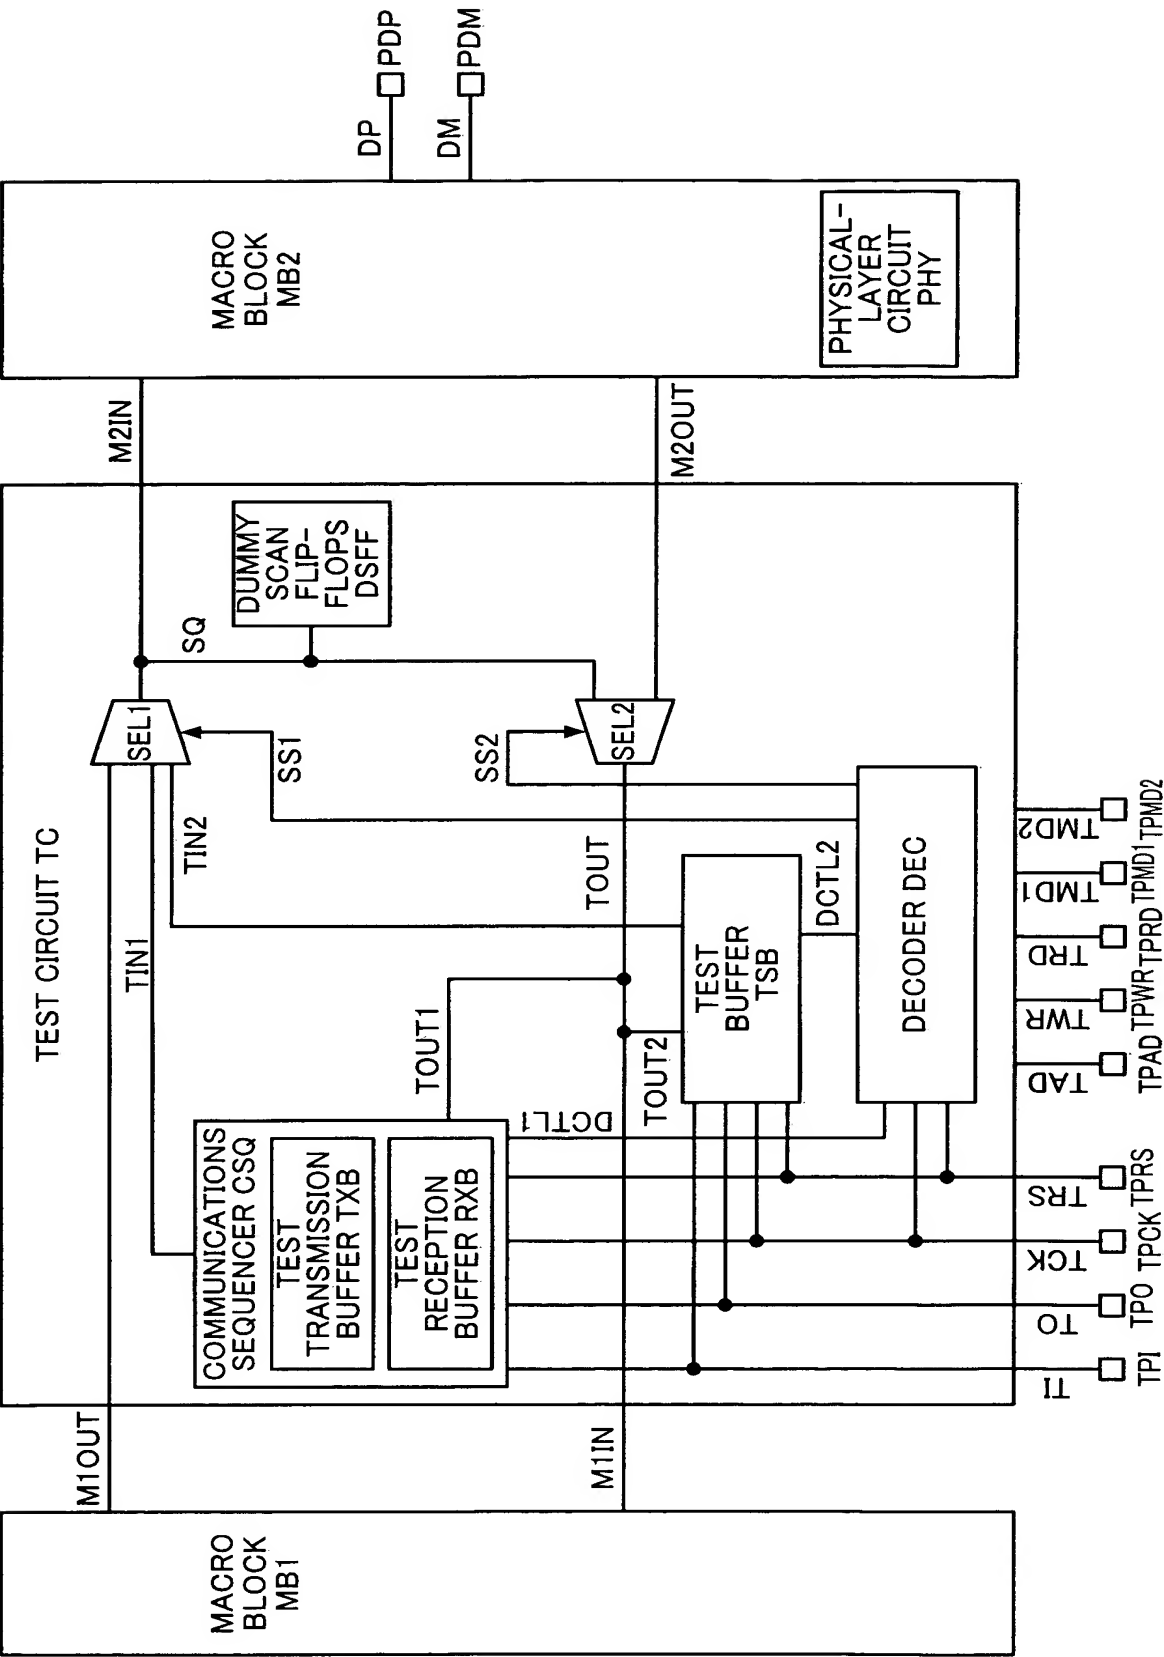 MACRO
BLOCK
MB1
M1OUT
M1IN
TEST CIRCUIT TC
COMMUNICATIONS
SEQUENCER CSQ
TEST
TRANSMISSION
BUFFER TXB
TEST
RECEPTION
BUFFER RXB
TIN1
TIN2
TOUT1
TOUT2
TOUT
DCTL1
DCTL2
TEST
BUFFER
TSB
DECODER DEC
SEL1
SS1
SEL2
SS2
SQ
DUMMY
SCAN
FLIP-
FLOPS
DSFF
M2IN
M2OUT
MACRO
BLOCK
MB2
PHYSICAL-
LAYER
CIRCUIT
PHY
DP
PDP
DM
PDM
TI
TO
TCK
TRS
TAD
TWR
TRD
TMD1
TMD2
TPI
TPO
TPCK
TPRS
TPAD
TPWR
TPRD
TPMD1
TPMD2